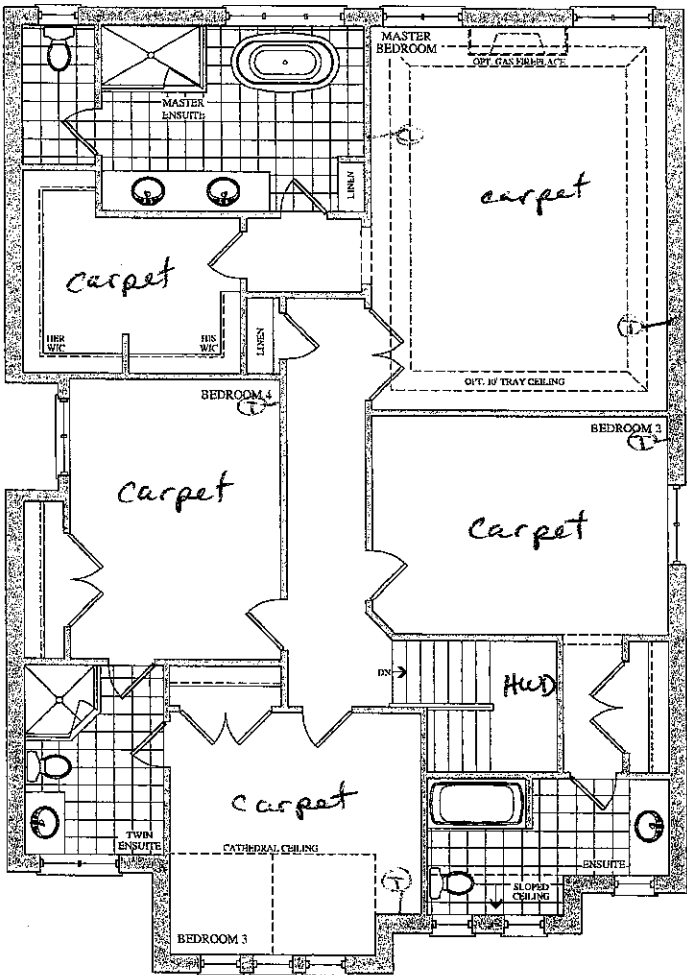 MASTER
BEDROOM
OPT. GAS FIREPLACE
MASTER
ENSUITE
LINEN
carpet
carpet
HER
WIC
HIS
WIC
LINEN
OPT. 10' TRAY CEILING
BEDROOM 4
BEDROOM 2
carpet
carpet
DN
HWD
carpet
TWIN
ENSUITE
CATHEDRAL CEILING
ENSUITE
SLOPED
CEILING
BEDROOM 3